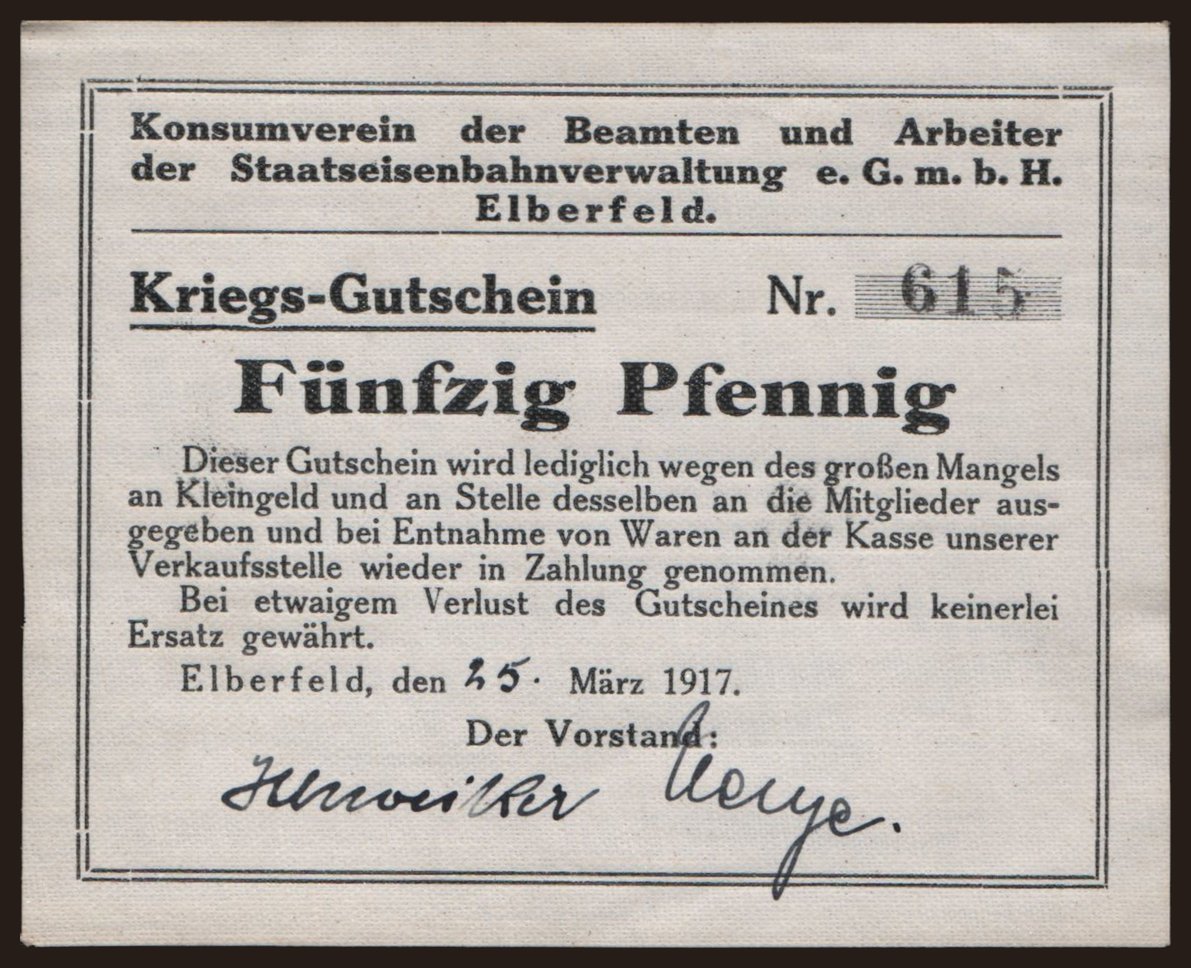 Konsumverein der Beamten und Arbeiter
der Staatseisenbahnverwaltung e. G. m. b. H.
Elberfeld.
Kriegs-Gutschein Nr. 615
Fünfzig Pfennig
Dieser Gutschein wird lediglich wegen des großen Mangels
an Kleingeld und an Stelle desselben an die Mitglieder aus-
gegeben und bei Entnahme von Waren an der Kasse unserer
Verkaufsstelle wieder in Zahlung genommen.
Bei etwaigem Verlust des Gutscheines wird keinerlei
Ersatz gewährt.
Elberfeld, den 25. März 1917.
Der Vorstand: